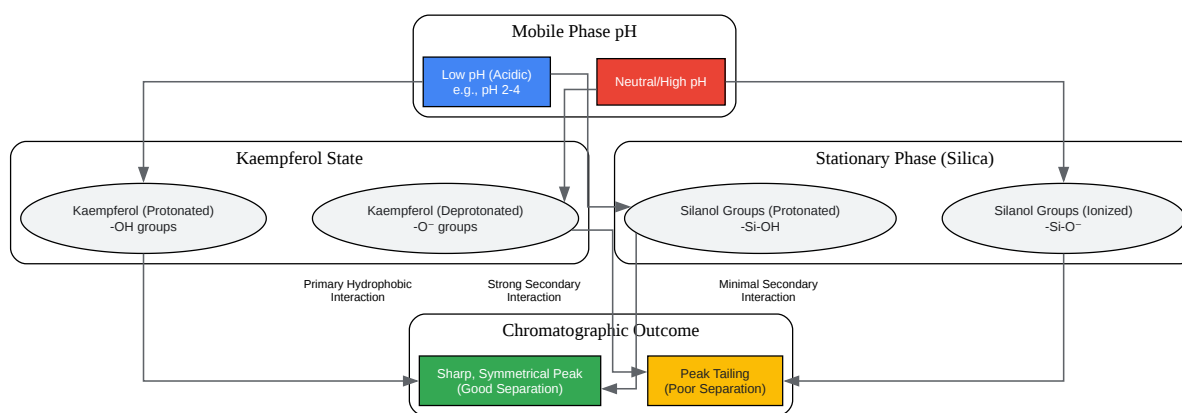 Mobile Phase pH
Low pH (Acidic)
e.g., pH 2-4
Neutral/High pH
Kaempferol State
Stationary Phase (Silica)
Kaempferol (Protonated)
-OH groups
Kaempferol (Deprotonated)
-O⁻ groups
Silanol Groups (Protonated)
-Si-OH
Silanol Groups (Ionized)
-Si-O⁻
Primary Hydrophobic
Interaction
Strong Secondary
Interaction
Minimal Secondary
Interaction
Chromatographic Outcome
Sharp, Symmetrical Peak
(Good Separation)
Peak Tailing
(Poor Separation)